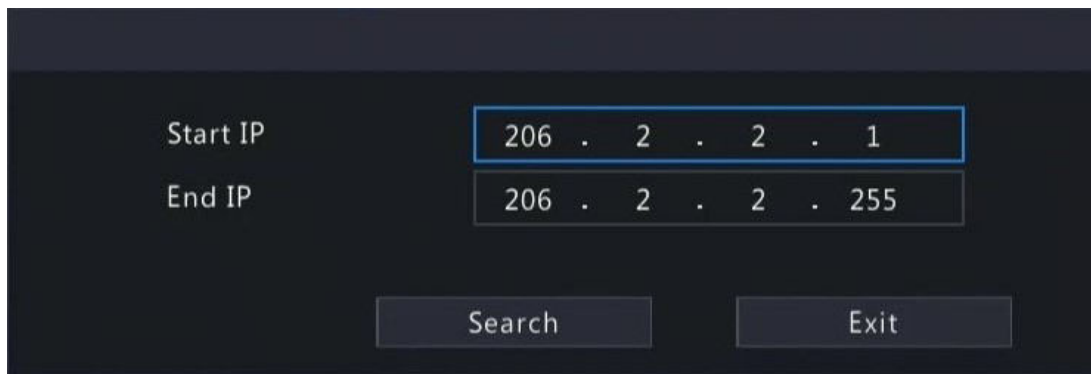 Start IP 206 . 2 . 2 . 1
End IP 206 . 2 . 2 . 255
Search Exit